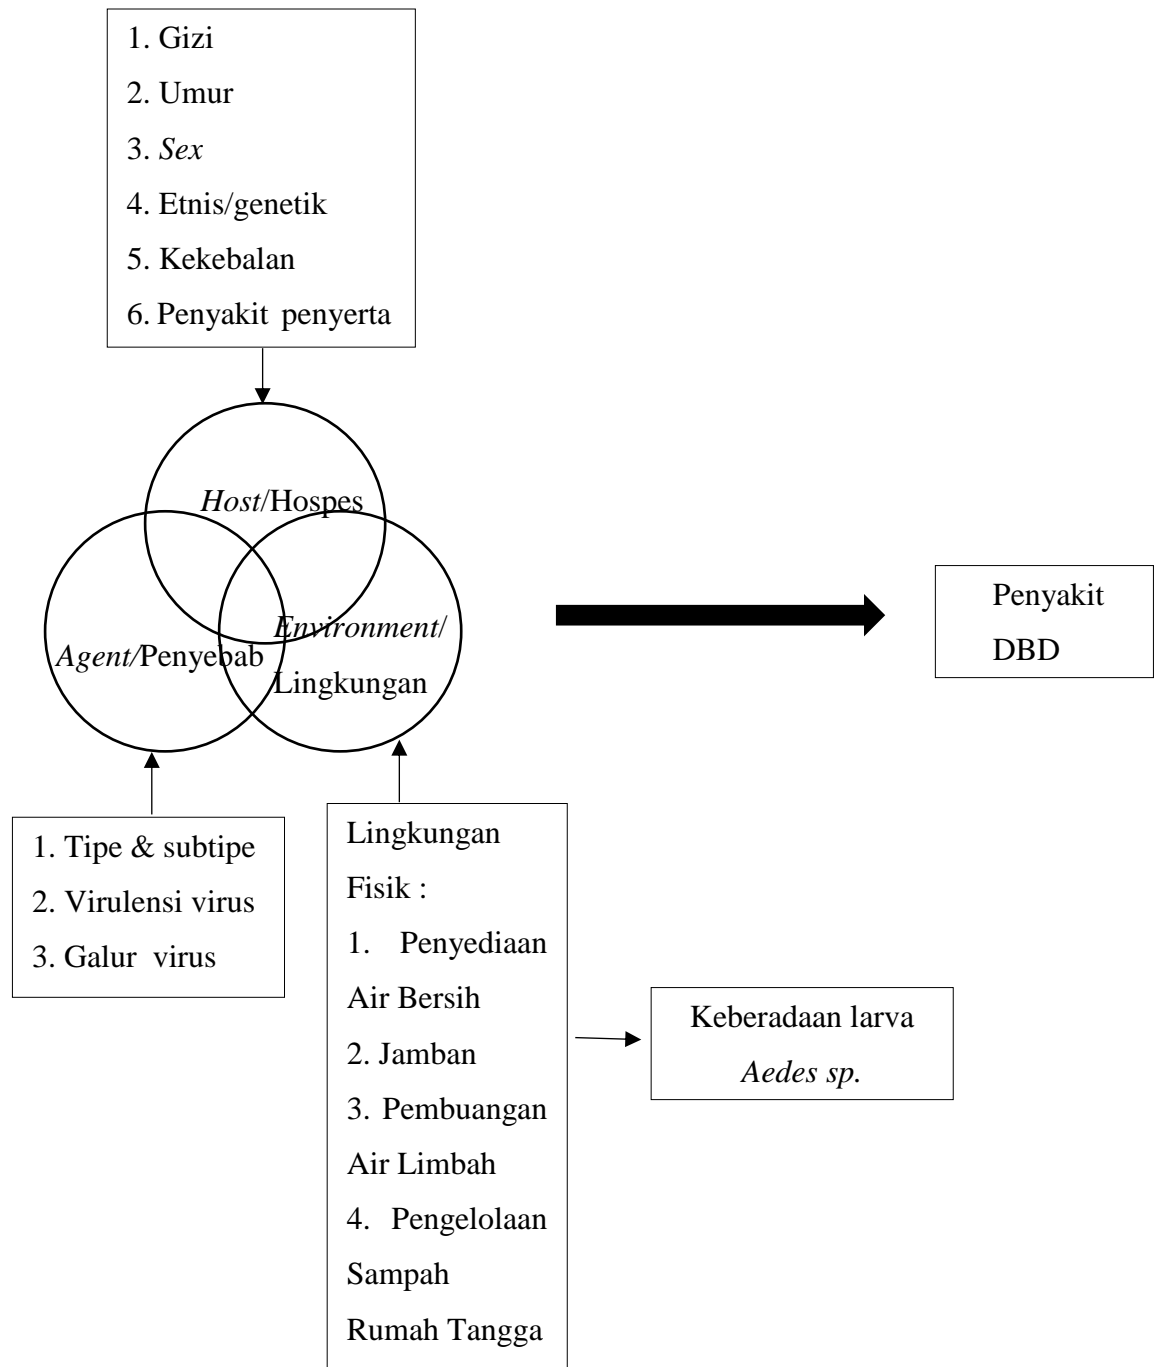 1. Gizi
2. Umur
3. Sex
4. Etnis/genetik
5. Kekebalan
6. Penyakit penyerta
Host/Hospes
Agent/Penyebab
Environment/
Lingkungan
Penyakit
DBD
1. Tipe & subtipe
2. Virulensi virus
3. Galur virus
Lingkungan
Fisik :
1. Penyediaan
Air Bersih
2. Jamban
3. Pembuangan
Air Limbah
4. Pengelolaan
Sampah
Rumah Tangga
Keberadaan larva
Aedes sp.